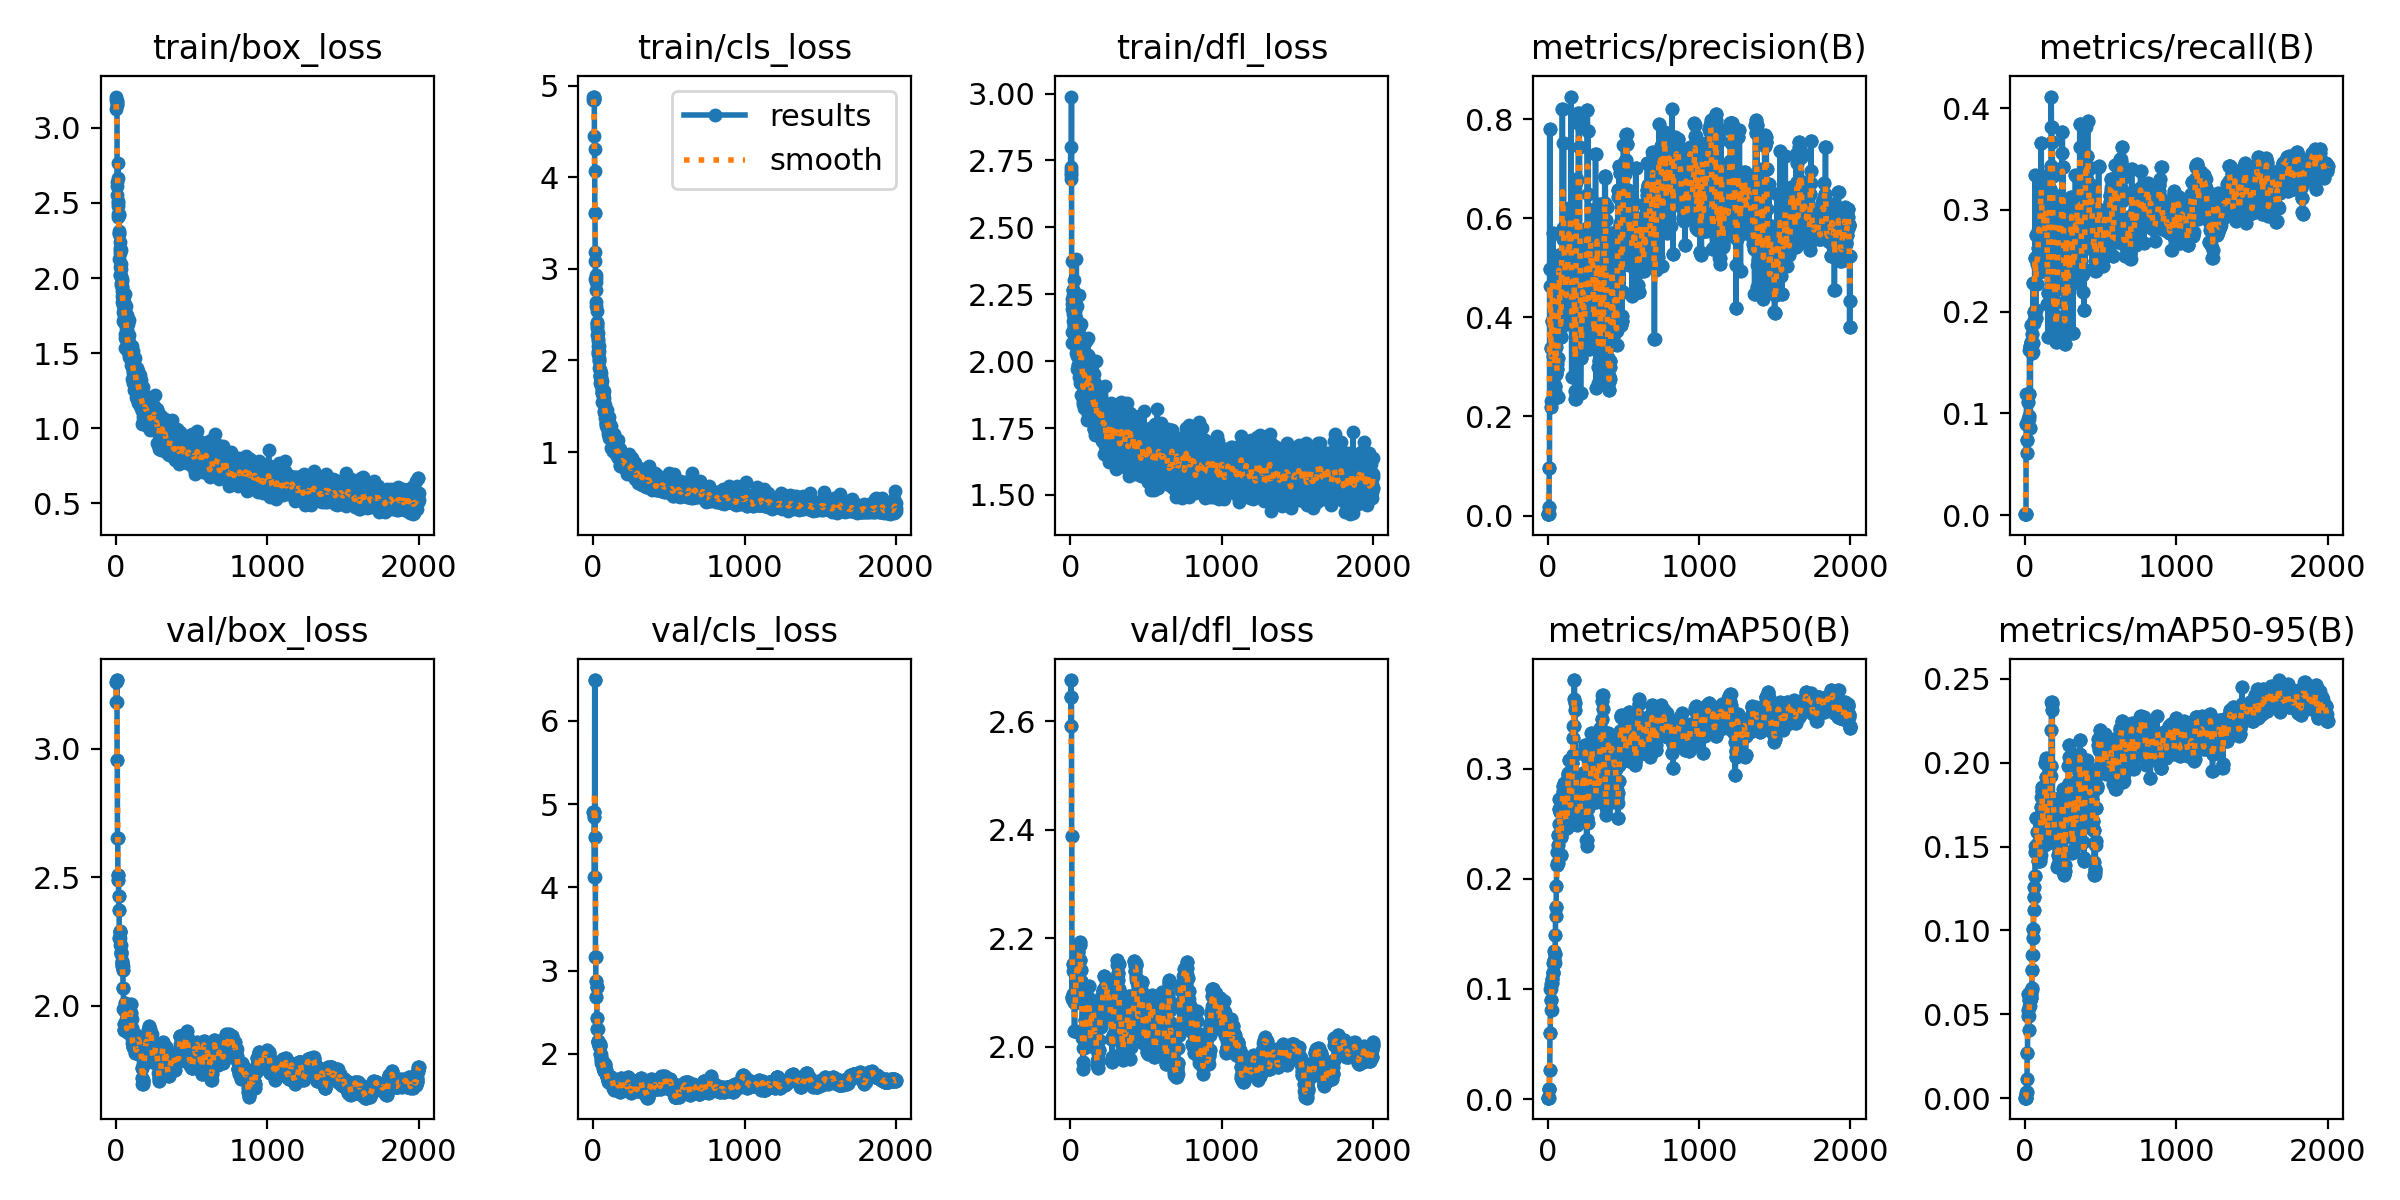 train/box_loss
3.0
2.5
2.0
1.5
1.0
0.5
0 1000 2000
train/cls_loss
results
smooth
5
4
3
2
1
0 1000 2000
train/dfl_loss
3.00
2.75
2.50
2.25
2.00
1.75
1.50
0 1000 2000
metrics/precision(B)
0.8
0.6
0.4
0.2
0.0
0 1000 2000
metrics/recall(B)
0.4
0.3
0.2
0.1
0.0
0 1000 2000
val/box_loss
3.0
2.5
2.0
0 1000 2000
val/cls_loss
6
5
4
3
2
0 1000 2000
val/dfl_loss
2.6
2.4
2.2
2.0
0 1000 2000
metrics/mAP50(B)
0.3
0.2
0.1
0.0
0 1000 2000
metrics/mAP50-95(B)
0.25
0.20
0.15
0.10
0.05
0.00
0 1000 2000